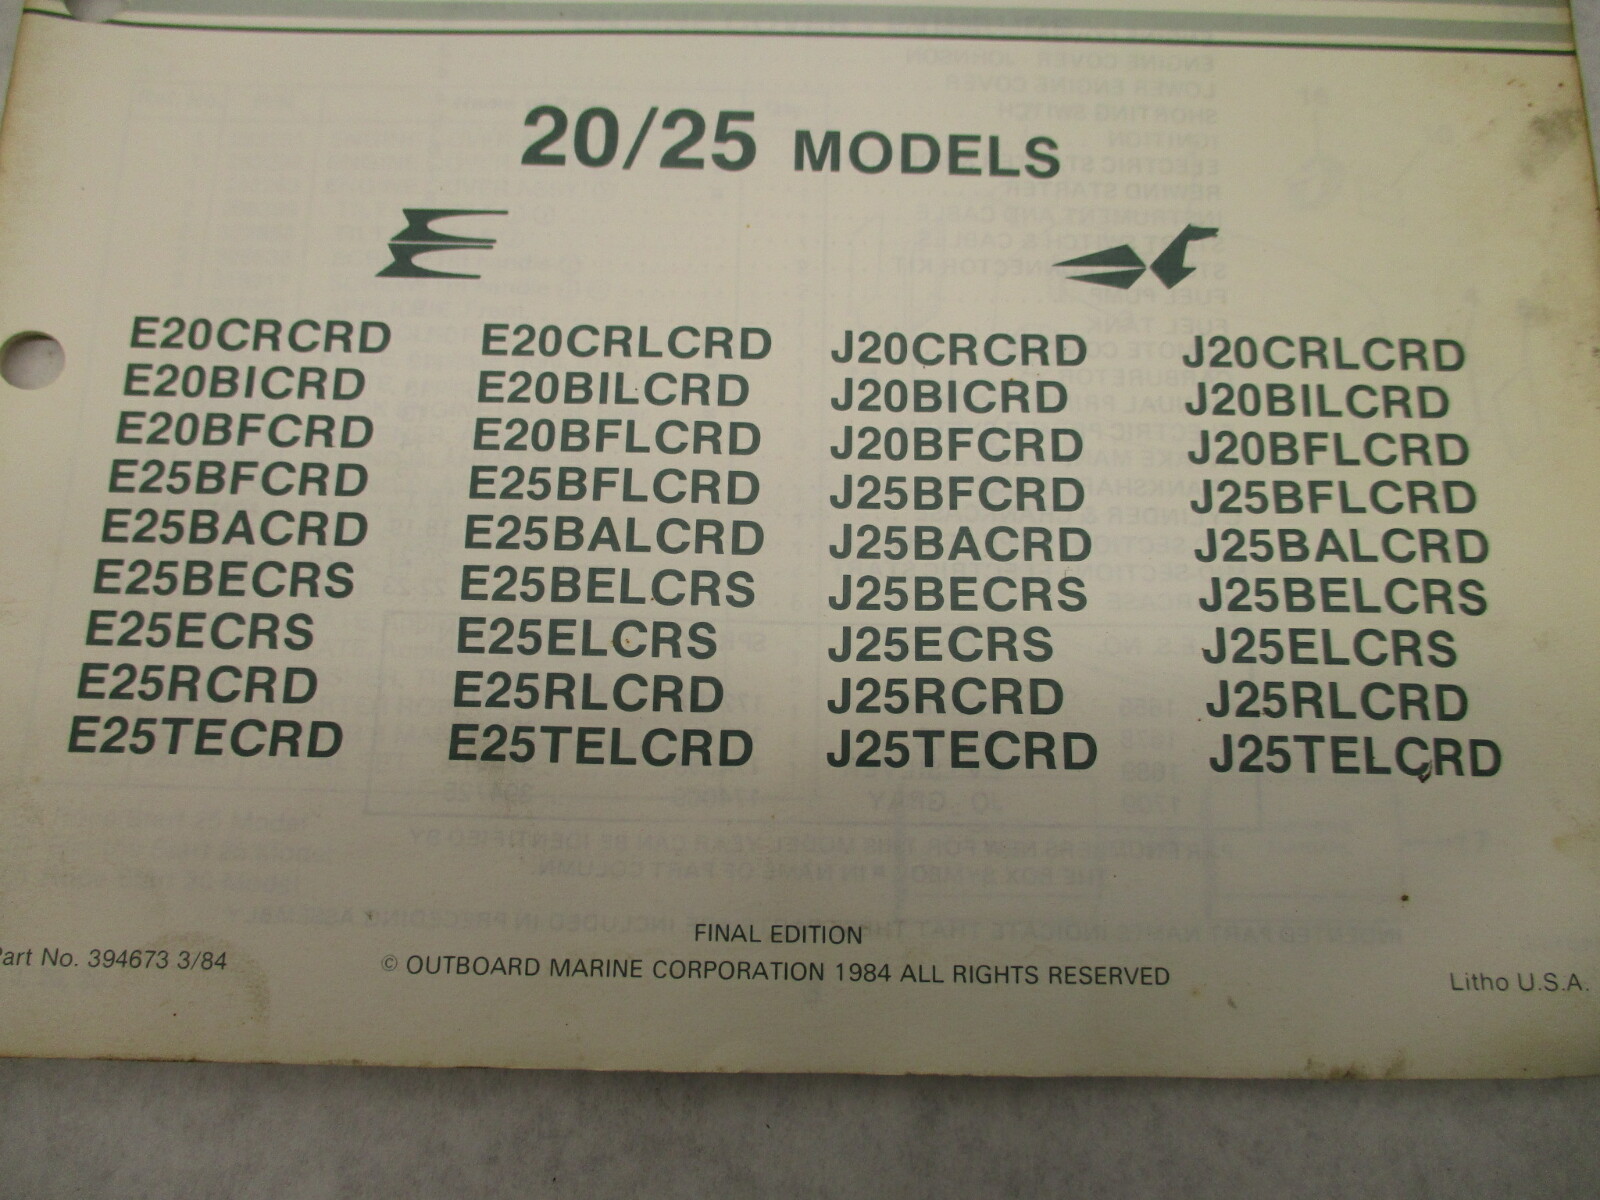 20/25 MODELS
E20CRCRD E20CRLCRD J20CRCRD J20CRLCRD
E20BICRD E20BILCRD J20BICRD J20BILCRD
E20BFCRD E20BFLCRD J20BFCRD J20BFLCRD
E25BFCRD E25BFLCRD J25BFCRD J25BFLCRD
E25BACRD E25BALCRD J25BACRD J25BALCRD
E25BECRS E25BELCRS J25BECRS J25BELCRS
E25ECRS E25ELCRS J25ECRS J25ELCRS
E25RCRD E25RLCRD J25RCRD J25RLCRD
E25TECRD E25TELCRD J25TECRD J25TELCRD
FINAL EDITION
art No. 394673 3/84 © OUTBOARD MARINE CORPORATION 1984 ALL RIGHTS RESERVED Litho U.S.A.